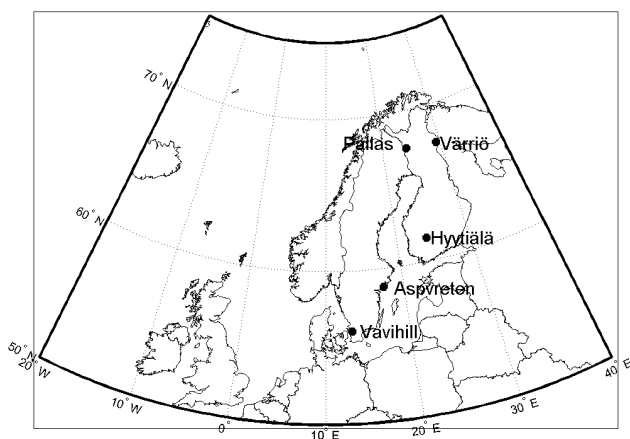 70° N
Pallas
Värriö
60° N
Hyytiälä
Aspvreten
Vavihill
50° N
20° W
10° W
0°
10° E
20° E
30° E
40° E